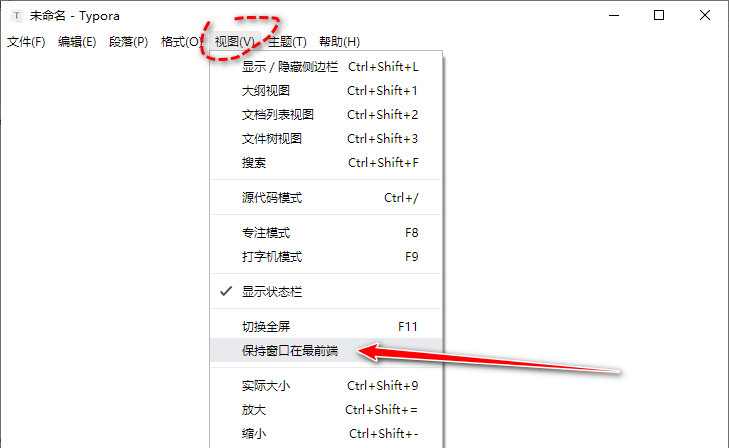 T 未命名 - Typora
文件(F) 编辑(E) 段落(P) 格式(O) 视图(V) 主题(T) 帮助(H)
显示 / 隐藏侧边栏 Ctrl+Shift+L
大纲视图 Ctrl+Shift+1
文档列表视图 Ctrl+Shift+2
文件树视图 Ctrl+Shift+3
搜索 Ctrl+Shift+F
源代码模式 Ctrl+/
专注模式 F8
打字机模式 F9
显示状态栏
切换全屏 F11
保持窗口在最前端
实际大小 Ctrl+Shift+9
放大 Ctrl+Shift+=
缩小 Ctrl+Shift+-